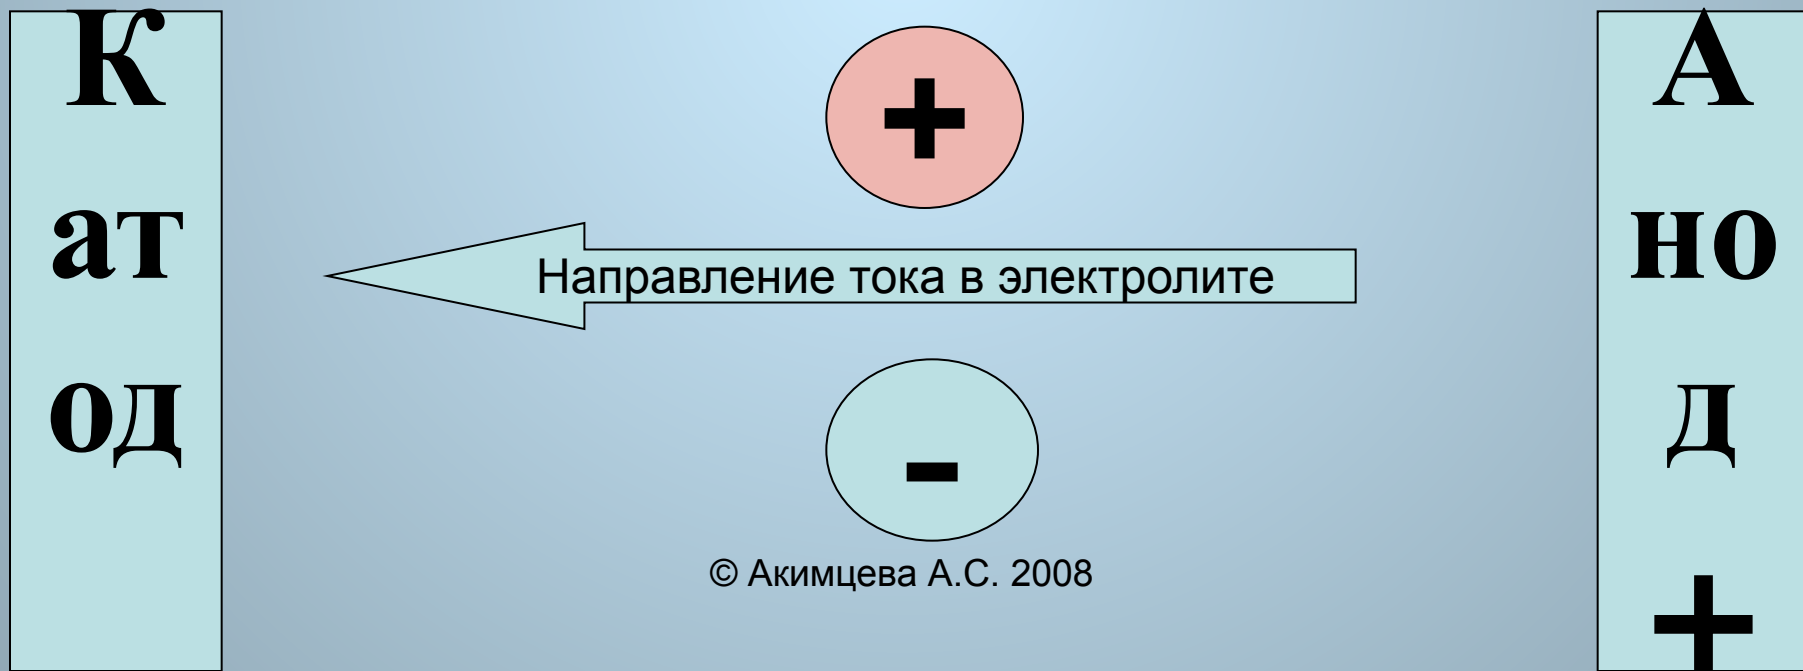 К
ат
од
+
Направление тока в электролите
-
© Акимцева А.С. 2008
А
но
д
+